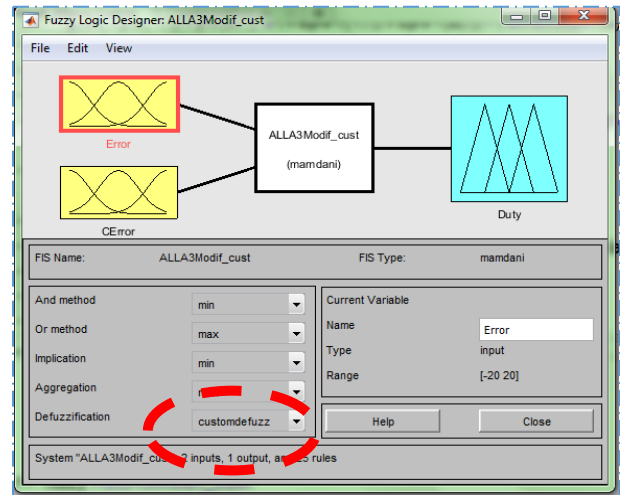 Fuzzy Logic Designer: ALLA3Modif_cust
File Edit View
Error
CError
ALLA3Modif_cust
(mamdani)
Duty
FIS Name: ALLA3Modif_cust FIS Type: mamdani
And method min
Or method max
Implication min
Aggregation
Defuzzification customdefuzz
Current Variable
Name Error
Type input
Range [-20 20]
Help Close
System "ALLA3Modif_ 2 inputs, 1 output, rules